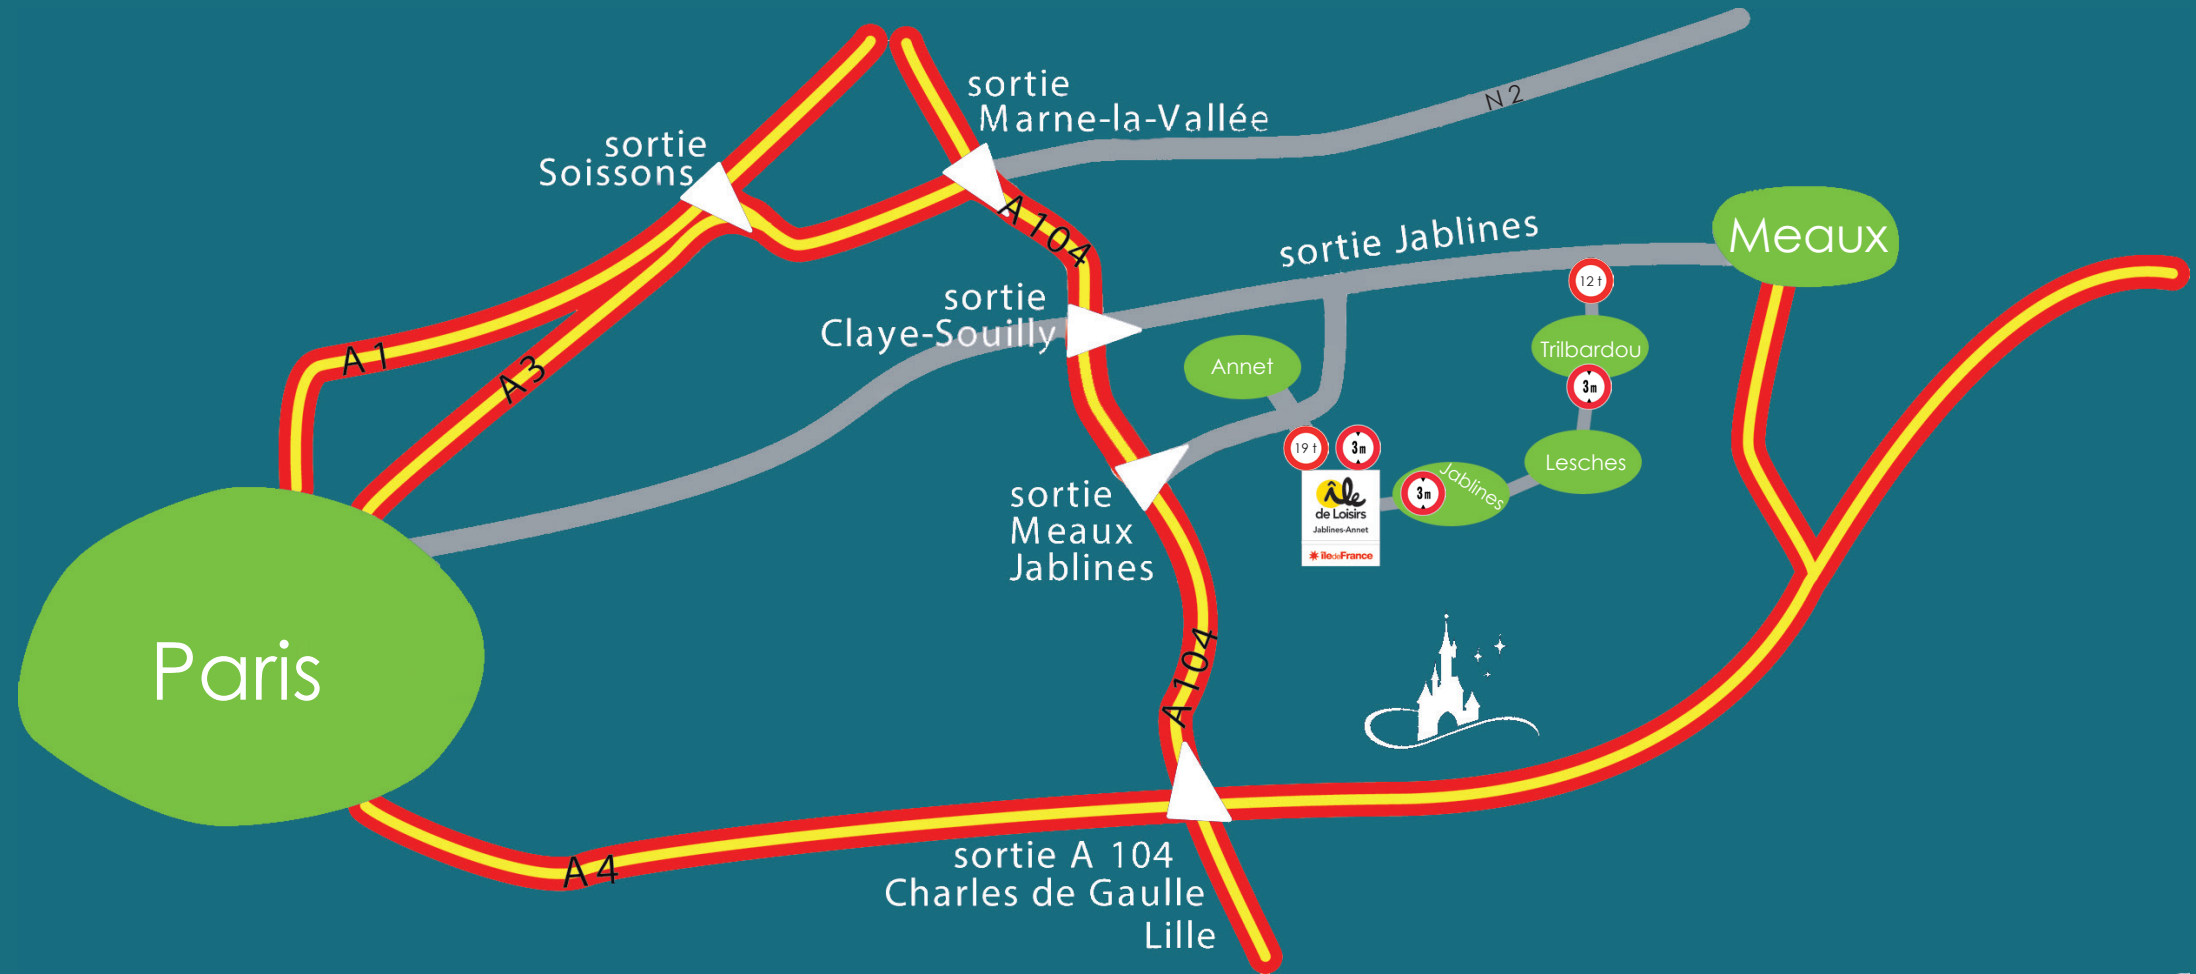 sortie
Marne-la-Vallée
N 2
sortie
Soissons
A 104
sortie Jablines
Meaux
12 t
sortie
Claye-Souilly
A 1
A 3
Annet
Trilbardou
3m
19 t
3m
Lesches
Jablines
3m
île
de Loisirs
Jablines-Annet
îledeFrance
sortie
Meaux
Jablines
Paris
A 104
A 4
sortie A 104
Charles de Gaulle
Lille